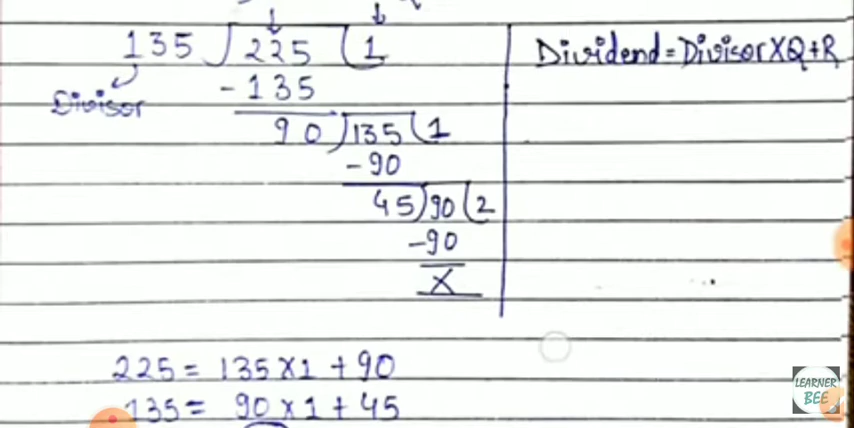 135 ) 225 ( 1
Dividend = Divisor X Q + R
Divisor
- 135
90 ) 135 ( 1
- 90
45 ) 90 ( 2
- 90
X
225 = 135 x 1 + 90
135 = 90 x 1 + 45
LEARNER
BEE